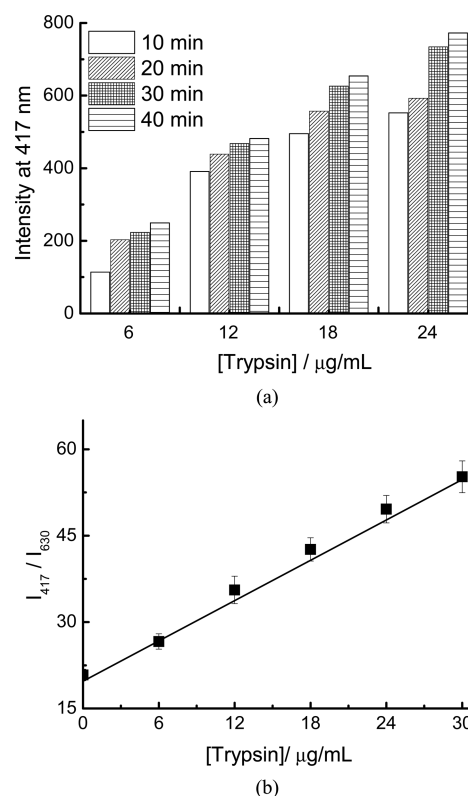 800
600
400
200
0
Intensity at 417 nm
10 min
20 min
30 min
40 min
6 12 18 24
[Trypsin] / μg/mL
(a)
60
45
30
15
I417 / I630
0 6 12 18 24 30
[Trypsin]/ μg/mL
(b)